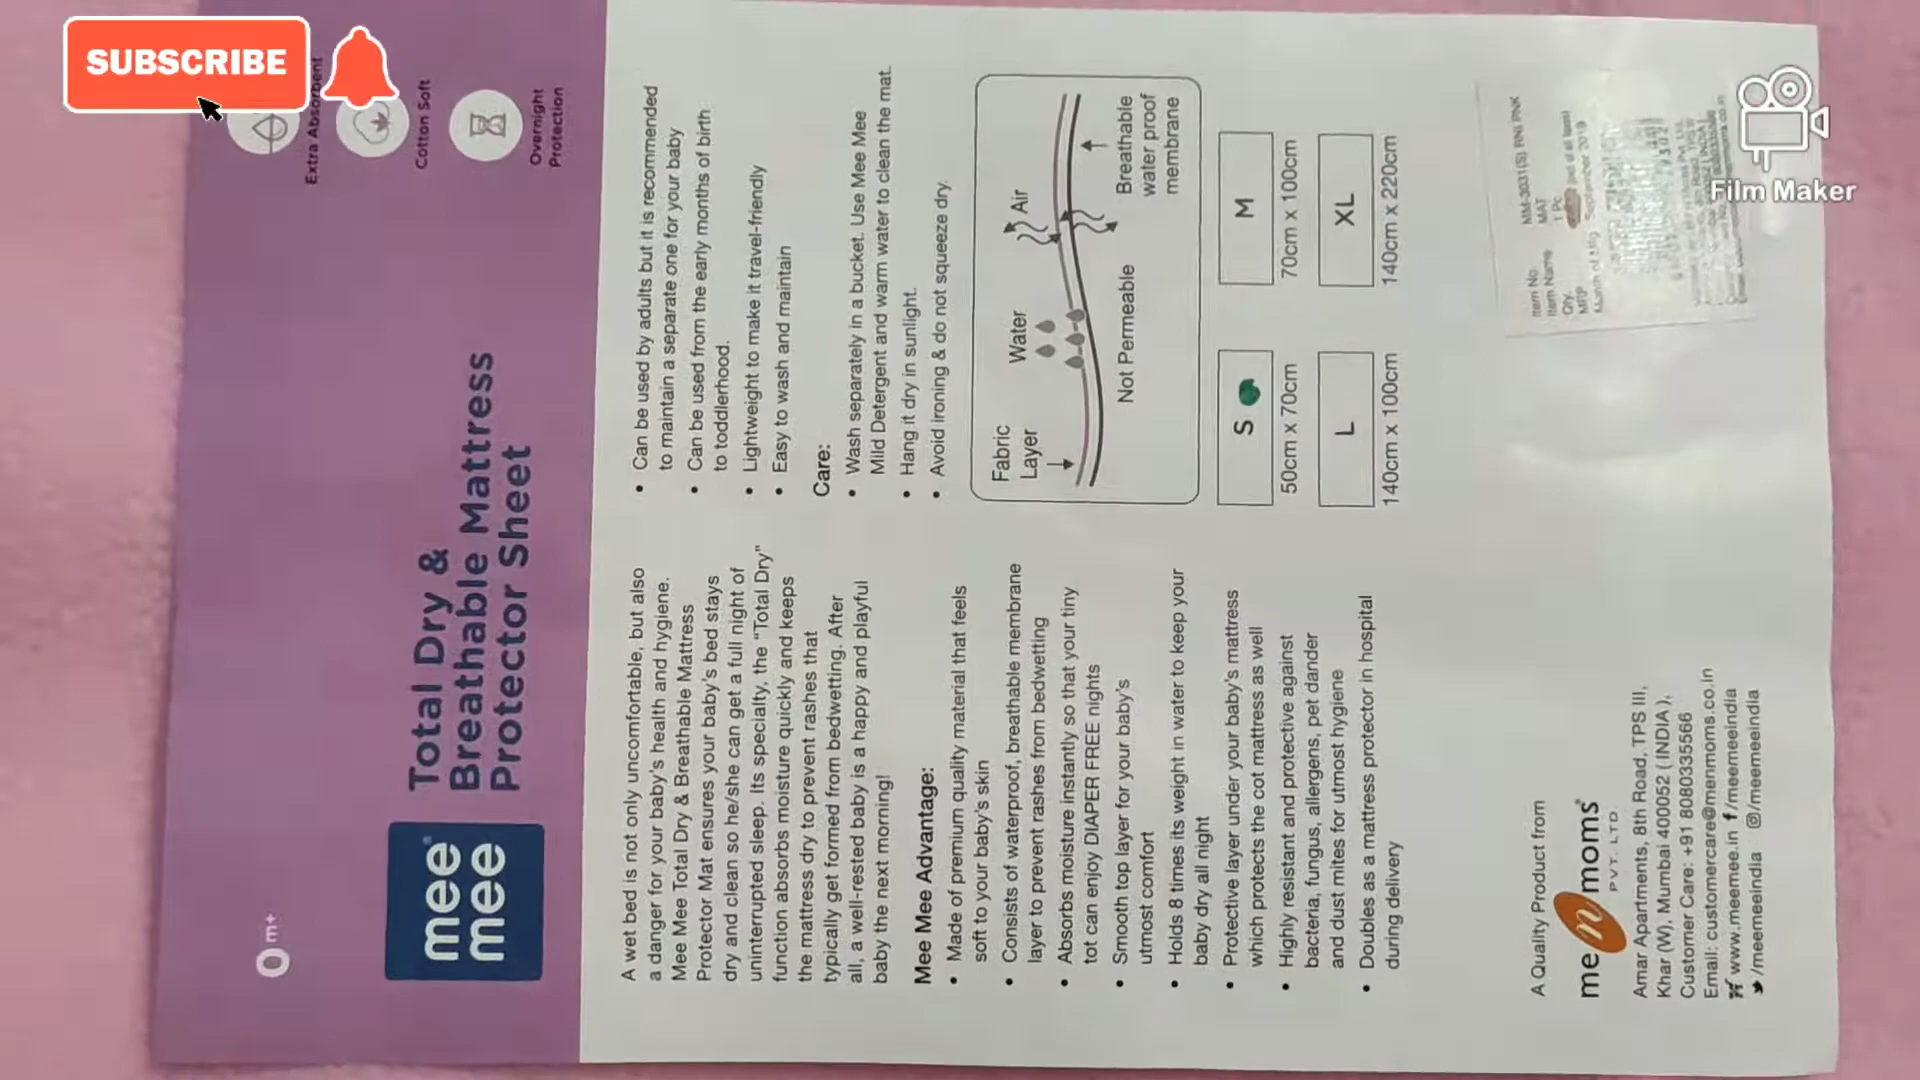 SUBSCRIBE
Film Maker
0m+
mee
mee
Total Dry &
Breathable Mattress
Protector Sheet
Extra Absorbent
Cotton Soft
Overnight
Protection
A wet bed is not only uncomfortable, but also
a danger for your baby's health and hygiene.
Mee Mee Total Dry & Breathable Mattress
Protector Mat ensures your baby's bed stays
dry and clean so he/she can get a full night of
uninterrupted sleep. Its specialty, the "Total Dry"
function absorbs moisture quickly and keeps
the mattress dry to prevent rashes that
typically get formed from bedwetting. After
all, a well-rested baby is a happy and playful
baby the next morning!
Mee Mee Advantage:
• Made of premium quality material that feels
soft to your baby's skin
• Consists of waterproof, breathable membrane
layer to prevent rashes from bedwetting
• Absorbs moisture instantly so that your tiny
tot can enjoy DIAPER FREE nights
• Smooth top layer for your baby's
utmost comfort
• Holds 8 times its weight in water to keep your
baby dry all night
• Protective layer under your baby's mattress
which protects the cot mattress as well
• Highly resistant and protective against
bacteria, fungus, allergens, pet dander
and dust mites for utmost hygiene
• Doubles as a mattress protector in hospital
during delivery
• Can be used by adults but it is recommended
to maintain a separate one for your baby
• Can be used from the early months of birth
to toddlerhood.
• Lightweight to make it travel-friendly
• Easy to wash and maintain
Care:
• Wash separately in a bucket. Use Mee Mee
Mild Detergent and warm water to clean the mat.
• Hang it dry in sunlight.
• Avoid ironing & do not squeeze dry.
Fabric
Layer
Water
Air
Not Permeable
Breathable
water proof
membrane
S
50cm x 70cm
M
70cm x 100cm
L
140cm x 100cm
XL
140cm x 220cm
A Quality Product from
me n moms
PVT. LTD
Amar Apartments, 8th Road, TPS III,
Khar (W), Mumbai 400052 ( INDIA ),
Customer Care: +91 8080335566
Email: customercare@menmoms.co.in
www.meemee.in f/meemeeindia
/meemeeindia @/meemeeindia
Item No. MM-3031(S) RNI PNK
Item Name MAT
Qty. 1 Pc
MRP
September 2019